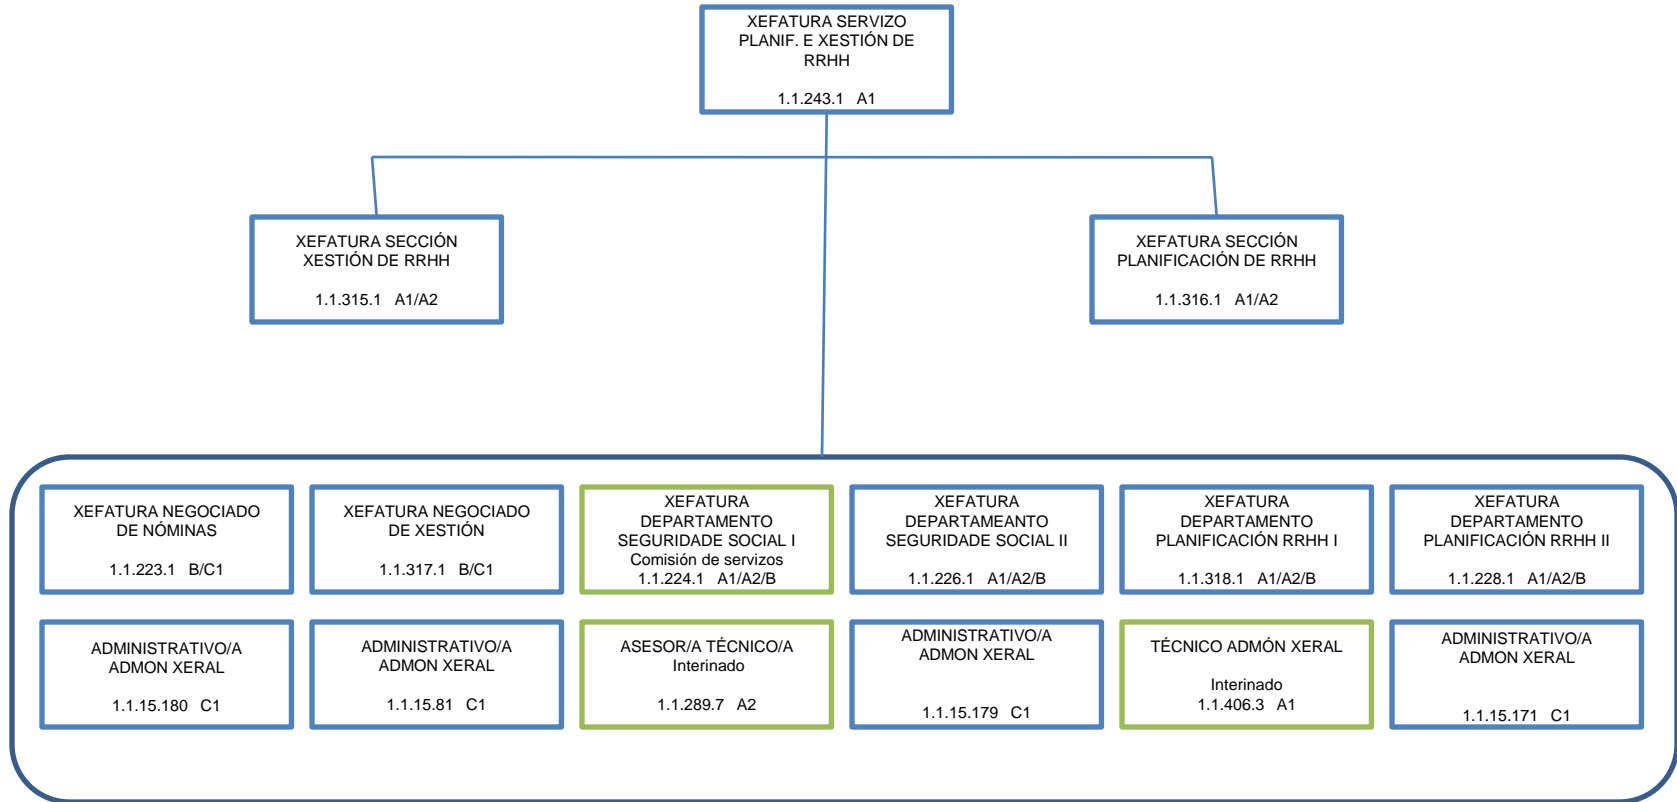 XEFATURA SERVIZO
PLANIF. E XESTIÓN DE
RRHH
1.1.243.1 A1
XEFATURA SECCIÓN
XESTIÓN DE RRHH
1.1.315.1 A1/A2
XEFATURA SECCIÓN
PLANIFICACIÓN DE RRHH
1.1.316.1 A1/A2
XEFATURA NEGOCIADO
DE NÓMINAS
1.1.223.1 B/C1
XEFATURA NEGOCIADO
DE XESTIÓN
1.1.317.1 B/C1
XEFATURA
DEPARTAMENTO
SEGURIDADE SOCIAL I
Comisión de servizos
1.1.224.1 A1/A2/B
XEFATURA
DEPARTAMEANTO
SEGURIDADE SOCIAL II
1.1.226.1 A1/A2/B
XEFATURA
DEPARTAMENTO
PLANIFICACIÓN RRHH I
1.1.318.1 A1/A2/B
XEFATURA
DEPARTAMENTO
PLANIFICACIÓN RRHH II
1.1.228.1 A1/A2/B
ADMINISTRATIVO/A
ADMON XERAL
1.1.15.180 C1
ADMINISTRATIVO/A
ADMON XERAL
1.1.15.81 C1
ASESOR/A TÉCNICO/A
Interinado
1.1.289.7 A2
ADMINISTRATIVO/A
ADMON XERAL
1.1.15.179 C1
TÉCNICO ADMÓN XERAL
Interinado
1.1.406.3 A1
ADMINISTRATIVO/A
ADMON XERAL
1.1.15.171 C1